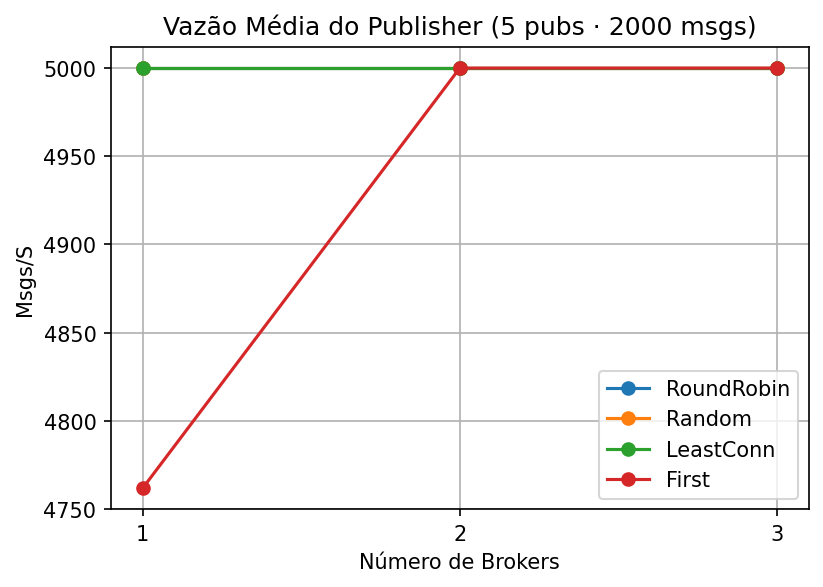 Vazão Média do Publisher (5 pubs · 2000 msgs)
5000
4950
4900
4850
4800
4750
Msgs/S
RoundRobin
Random
LeastConn
First
1 2 3
Número de Brokers